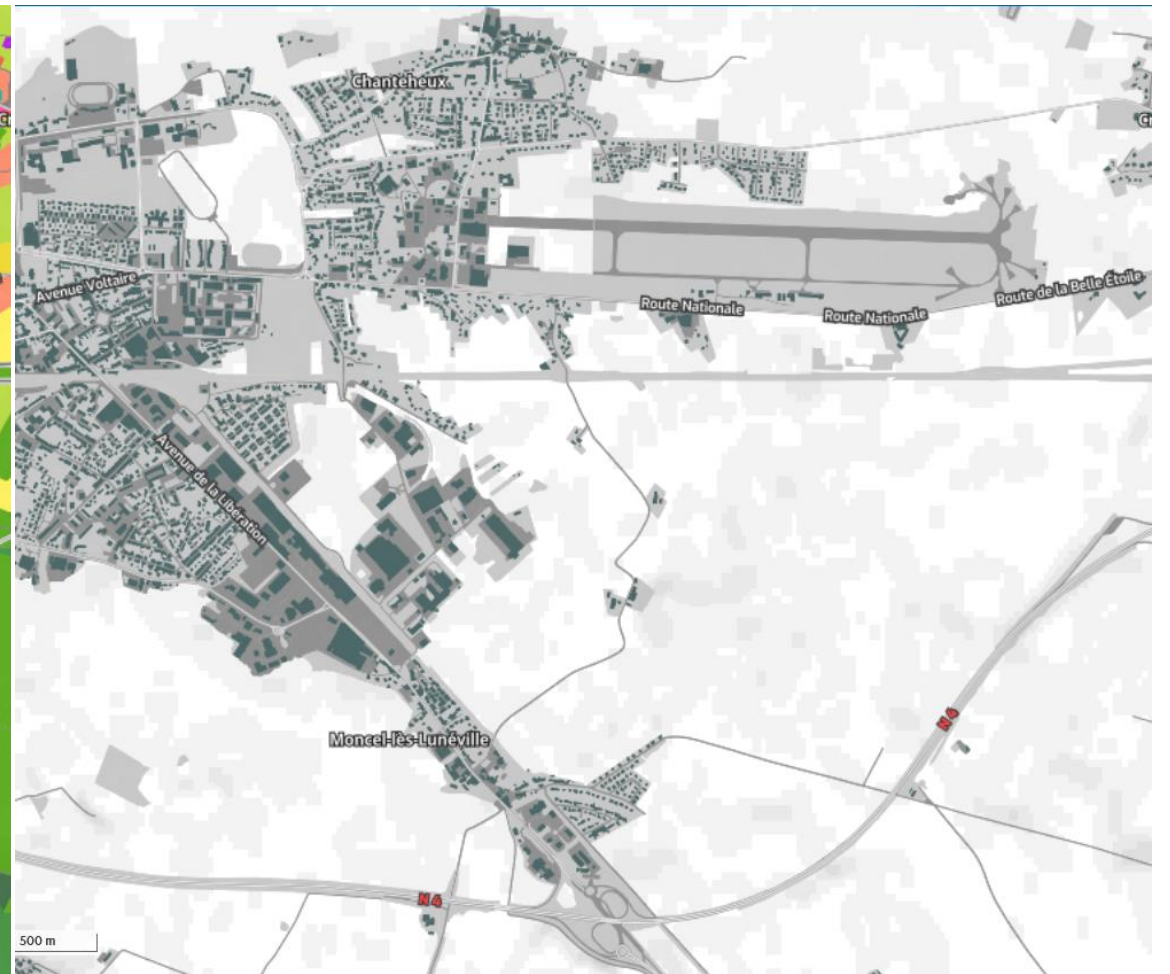 Chanteheux
Avenue Voltaire
Route Nationale
Route Nationale
Route de la Belle Étoile
Avenue de la Libération
Moncel-lès-Lunéville
N 4
N 4
500 m